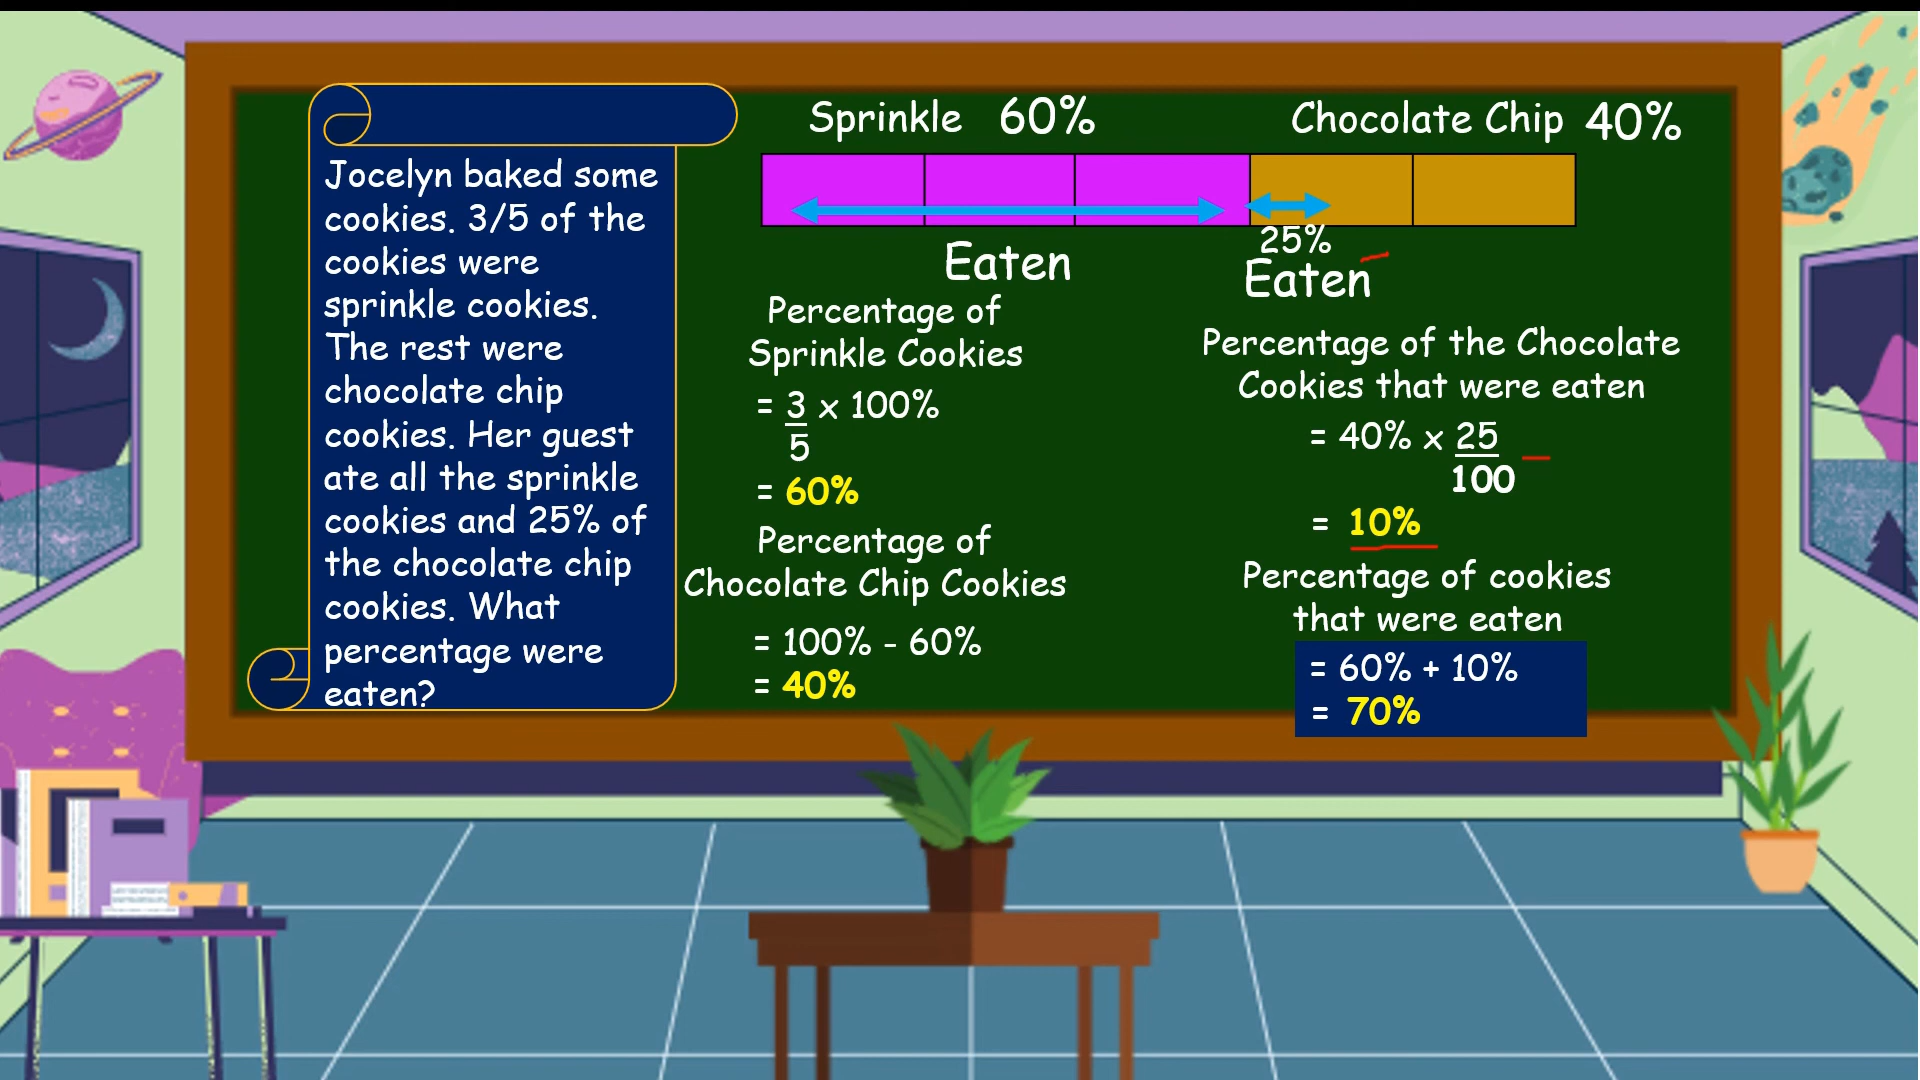 Jocelyn baked some
cookies. 3/5 of the
cookies were
sprinkle cookies.
The rest were
chocolate chip
cookies. Her guest
ate all the sprinkle
cookies and 25% of
the chocolate chip
cookies. What
percentage were
eaten?
Sprinkle 60%
Chocolate Chip 40%
Eaten
25%
Eaten
Percentage of
Sprinkle Cookies
= 3 x 100%
5
= 60%
Percentage of
Chocolate Chip Cookies
= 100% - 60%
= 40%
Percentage of the Chocolate
Cookies that were eaten
= 40% x 25
100
= 10%
Percentage of cookies
that were eaten
= 60% + 10%
= 70%